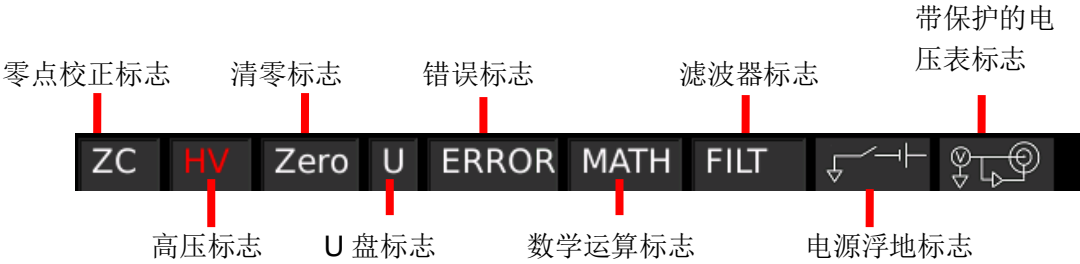 带保护的电
压表标志
零点校正标志
清零标志
错误标志
滤波器标志
ZC HV Zero U ERROR MATH FILT V
高压标志
U 盘标志
数学运算标志
电源浮地标志